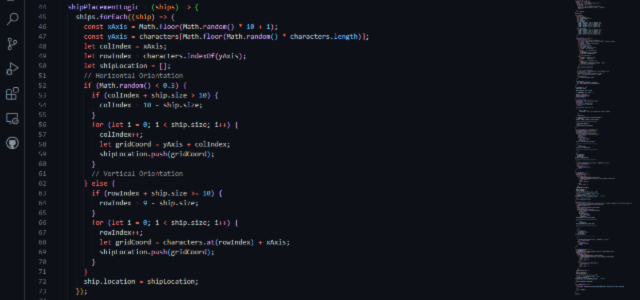 44 shipPlacementLogic = (ships) => {
45 ships.forEach((ship) => {
46 const xAxis = Math.floor(Math.random() * 10 + 1);
47 const yAxis = characters[Math.floor(Math.random() * characters.length)];
48 let colIndex = xAxis;
49 let rowIndex = characters.indexOf(yAxis);
50 let shipLocation = [];
51 // Horizontal Orientation
52 if (Math.random() < 0.5) {
53 if (colIndex + ship.size > 10) {
54 colIndex = 10 - ship.size;
55 }
56 for (let i = 0; i < ship.size; i++) {
57 colIndex++;
58 let gridCoord = yAxis + colIndex;
59 shipLocation.push(gridCoord);
60 }
61 // Vertical Orientation
62 } else {
63 if (rowIndex + ship.size >= 10) {
64 rowIndex = 9 - ship.size;
65 }
66 for (let i = 0; i < ship.size; i++) {
67 rowIndex++;
68 let gridCoord = characters.at(rowIndex) + xAxis;
69 shipLocation.push(gridCoord);
70 }
71 }
72 ship.location = shipLocation;
73 });